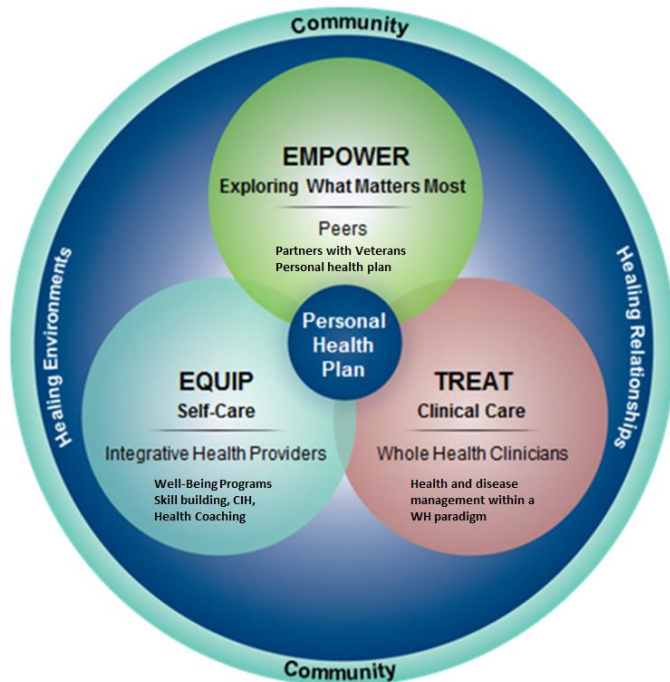 Community
EMPOWER
Exploring What Matters Most
Peers
Partners with Veterans
Personal health plan
Healing Environments
Healing Relationships
Personal
Health
Plan
EQUIP
Self-Care
Integrative Health Providers
Well-Being Programs
Skill building, CIH,
Health Coaching
TREAT
Clinical Care
Whole Health Clinicians
Health and disease
management within a
WH paradigm
Community